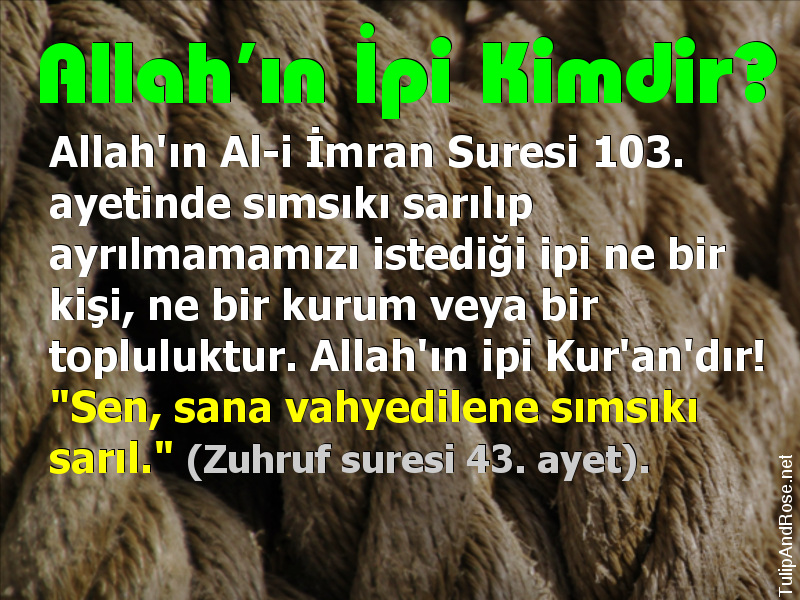 Allah’ın İpi Kimdir?
Allah'ın Al-i İmran Suresi 103.
ayetinde sımsıkı sarılıp
ayrılmamamızı istediği ipi ne bir
kişi, ne bir kurum veya bir
topluluktur. Allah'ın ipi Kur'an'dır!
"Sen, sana vahyedilene sımsıkı
sarıl." (Zuhruf suresi 43. ayet).
TulipAndRose.net